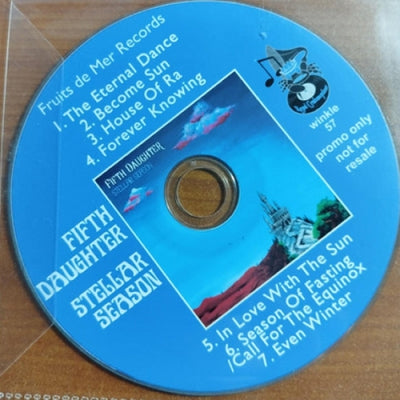 Fruits de Mer Records
1. The Eternal Dance
2. Become Sun
3. House Of Ra
4. Forever Knowing
winkle
57
promo only
not for
resale
FIFTH DAUGHTER
STELLAR SEASON
FIFTH
DAUGHTER
STELLAR
SEASON
5. In Love With The Sun
6. Season Of Fasting
/Call For The Equinox
7. Even Winter